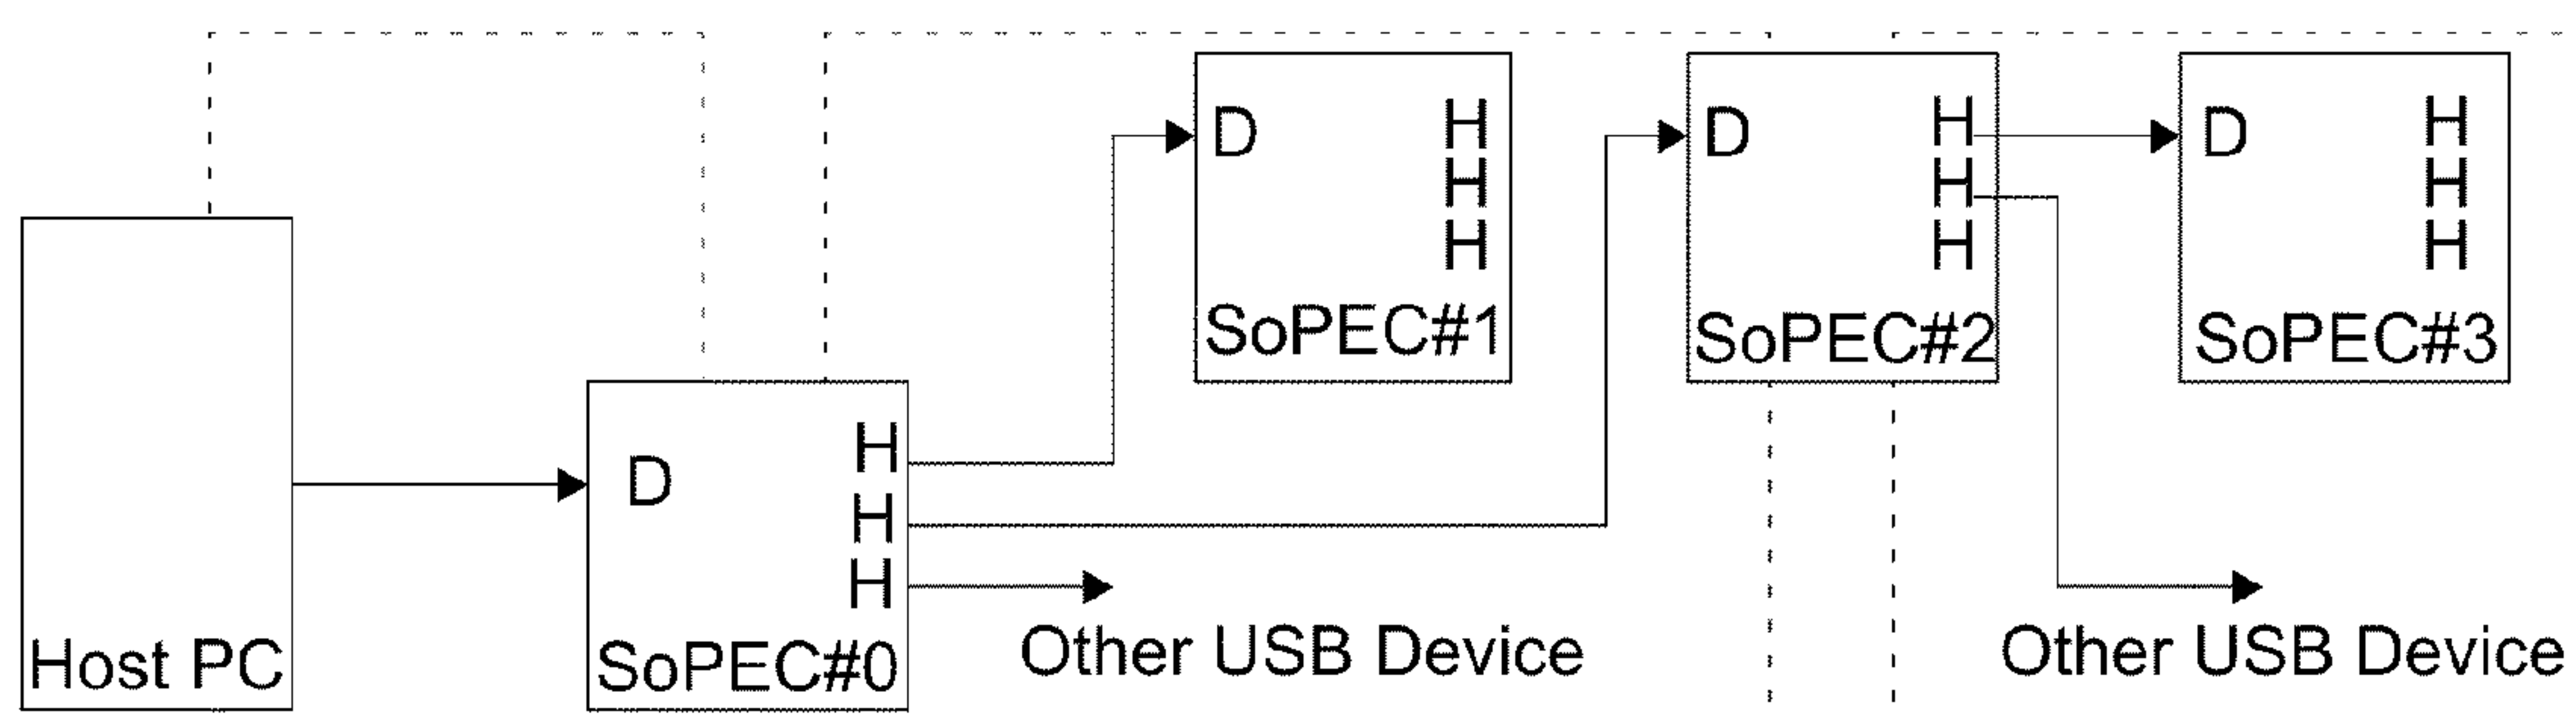 Host PC
D
H
H
H
SoPEC#0
D
H
H
H
SoPEC#1
D
H
H
H
SoPEC#2
D
H
H
H
SoPEC#3
Other USB Device
Other USB Device